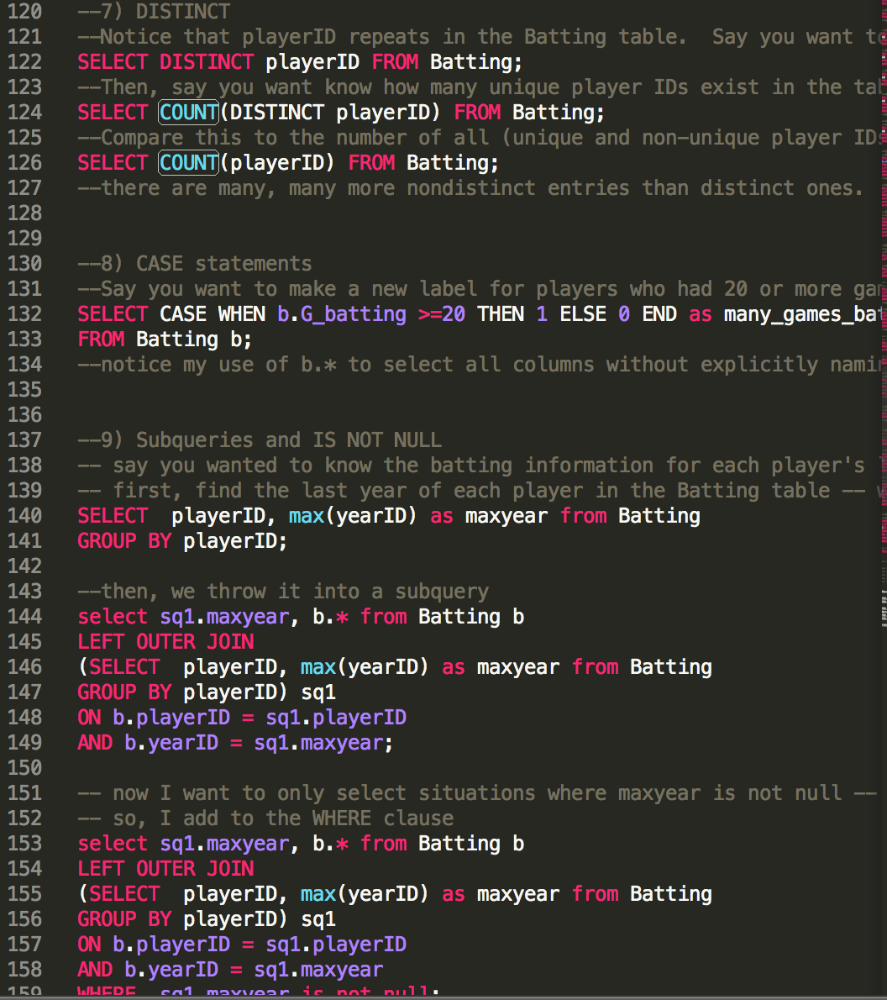 120 --7) DISTINCT
121 --Notice that playerID repeats in the Batting table.  Say you want to
122 SELECT DISTINCT playerID FROM Batting;
123 --Then, say you want know how many unique player IDs exist in the
124 SELECT COUNT(DISTINCT playerID) FROM Batting;
125 --Compare this to the number of all (unique and non-unique player IDs
126 SELECT COUNT(playerID) FROM Batting;
127 --there are many, many more nondistinct entries than distinct ones.
128
129
130 --8) CASE statements
131 --Say you want to make a new label for players who had 20 or more
132 SELECT CASE WHEN b.G_batting >=20 THEN 1 ELSE 0 END as many_games_bat
133 FROM Batting b;
134 --notice my use of b.* to select all columns without explicitly
135
136
137 --9) Subqueries and IS NOT NULL
138 -- say you wanted to know the batting information for each player's
139 -- first, find the last year of each player in the Batting table --
140 SELECT  playerID, max(yearID) as maxyear from Batting
141 GROUP BY playerID;
142
143 --then, we throw it into a subquery
144 select sq1.maxyear, b.* from Batting b
145 LEFT OUTER JOIN
146 (SELECT  playerID, max(yearID) as maxyear from Batting
147 GROUP BY playerID) sq1
148 ON b.playerID = sq1.playerID
149 AND b.yearID = sq1.maxyear;
150
151 -- now I want to only select situations where maxyear is not null --
152 -- so, I add to the WHERE clause
153 select sq1.maxyear, b.* from Batting b
154 LEFT OUTER JOIN
155 (SELECT  playerID, max(yearID) as maxyear from Batting
156 GROUP BY playerID) sq1
157 ON b.playerID = sq1.playerID
158 AND b.yearID = sq1.maxyear
159 WHERE  sq1.maxyear is not null;